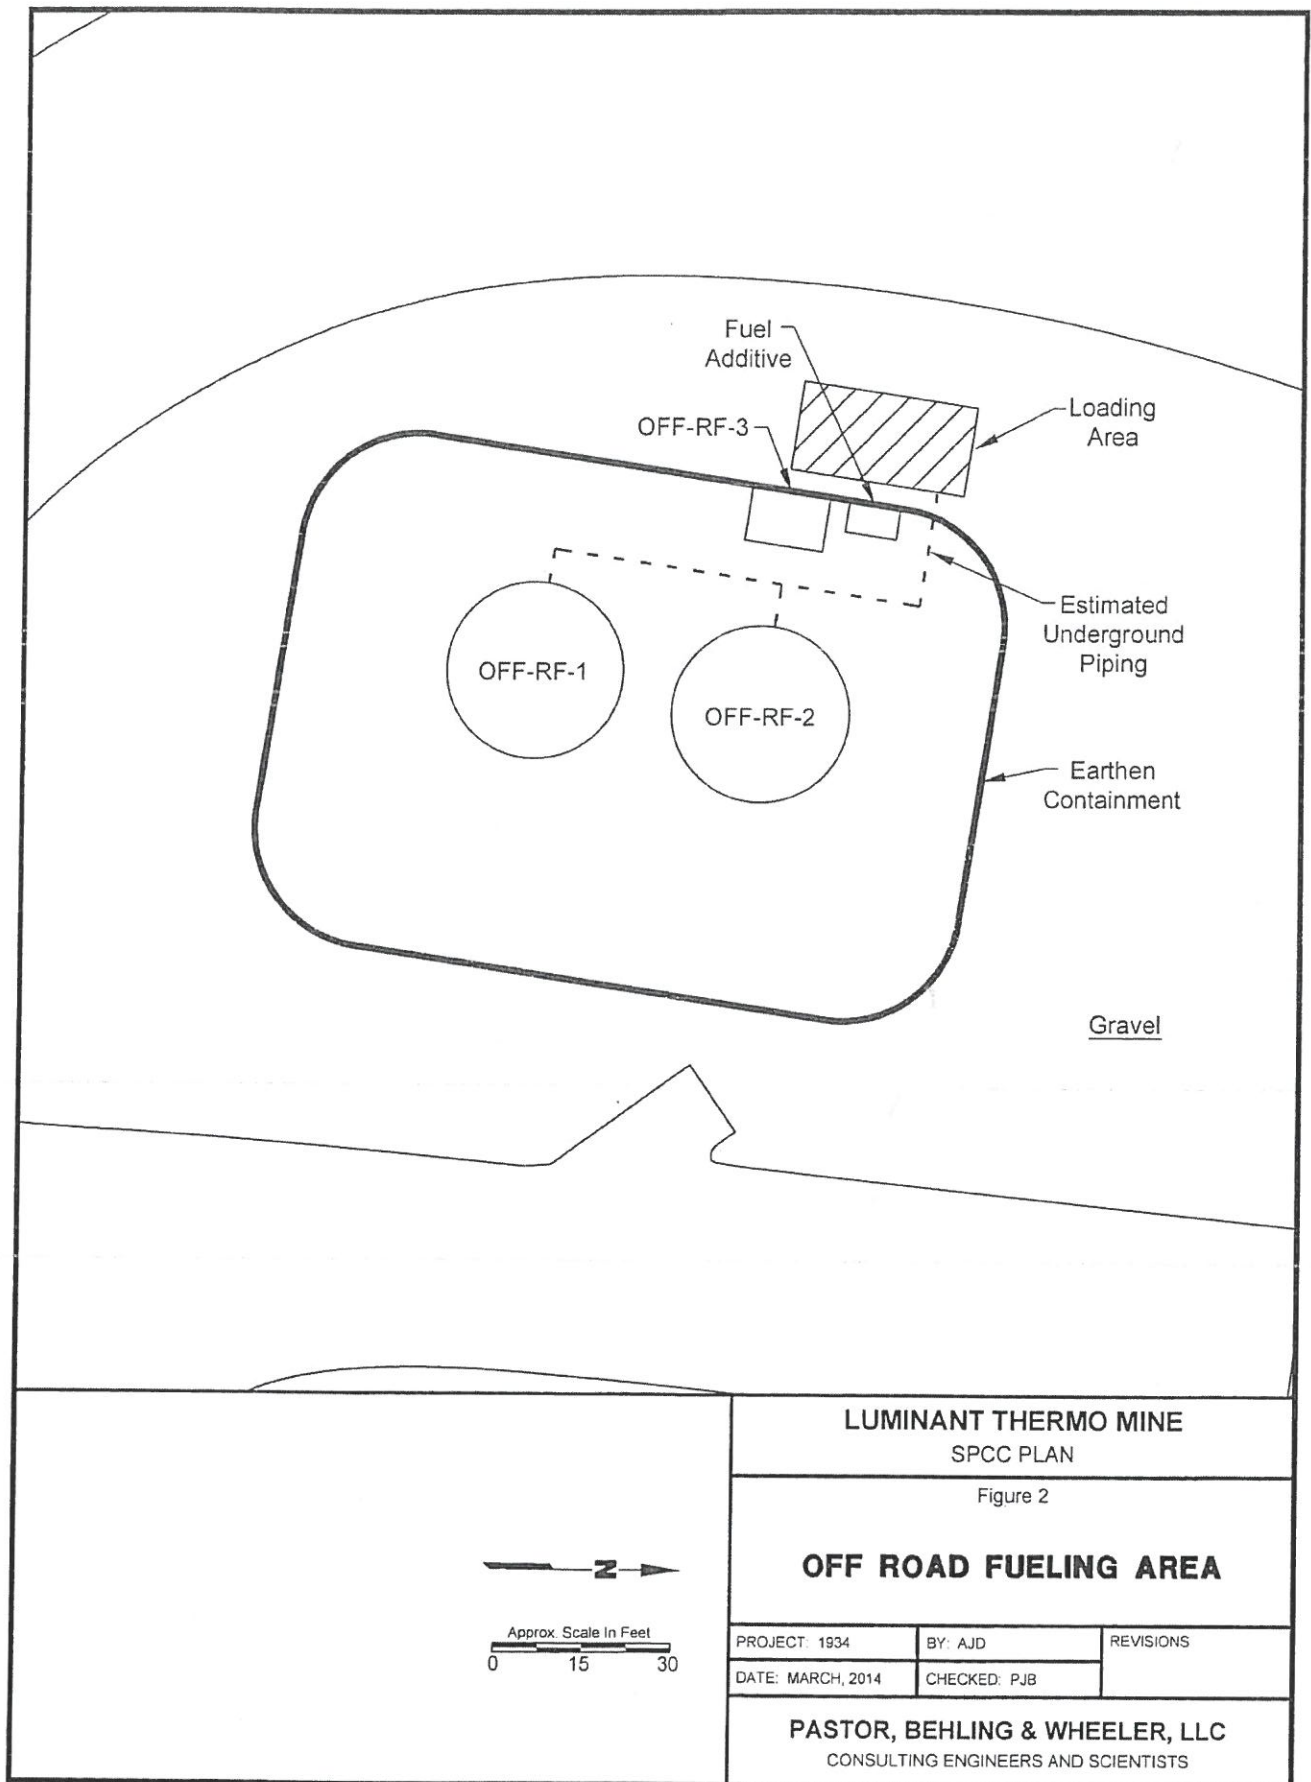 Fuel
Additive
OFF-RF-3
Loading
Area
Estimated
Underground
Piping
OFF-RF-1
OFF-RF-2
Earthen
Containment
Gravel
N
Approx. Scale In Feet
0 15 30
LUMINANT THERMO MINE
SPCC PLAN
Figure 2
OFF ROAD FUELING AREA
PROJECT: 1934
BY: AJD
REVISIONS
DATE: MARCH, 2014
CHECKED: PJB
PASTOR, BEHLING & WHEELER, LLC
CONSULTING ENGINEERS AND SCIENTISTS